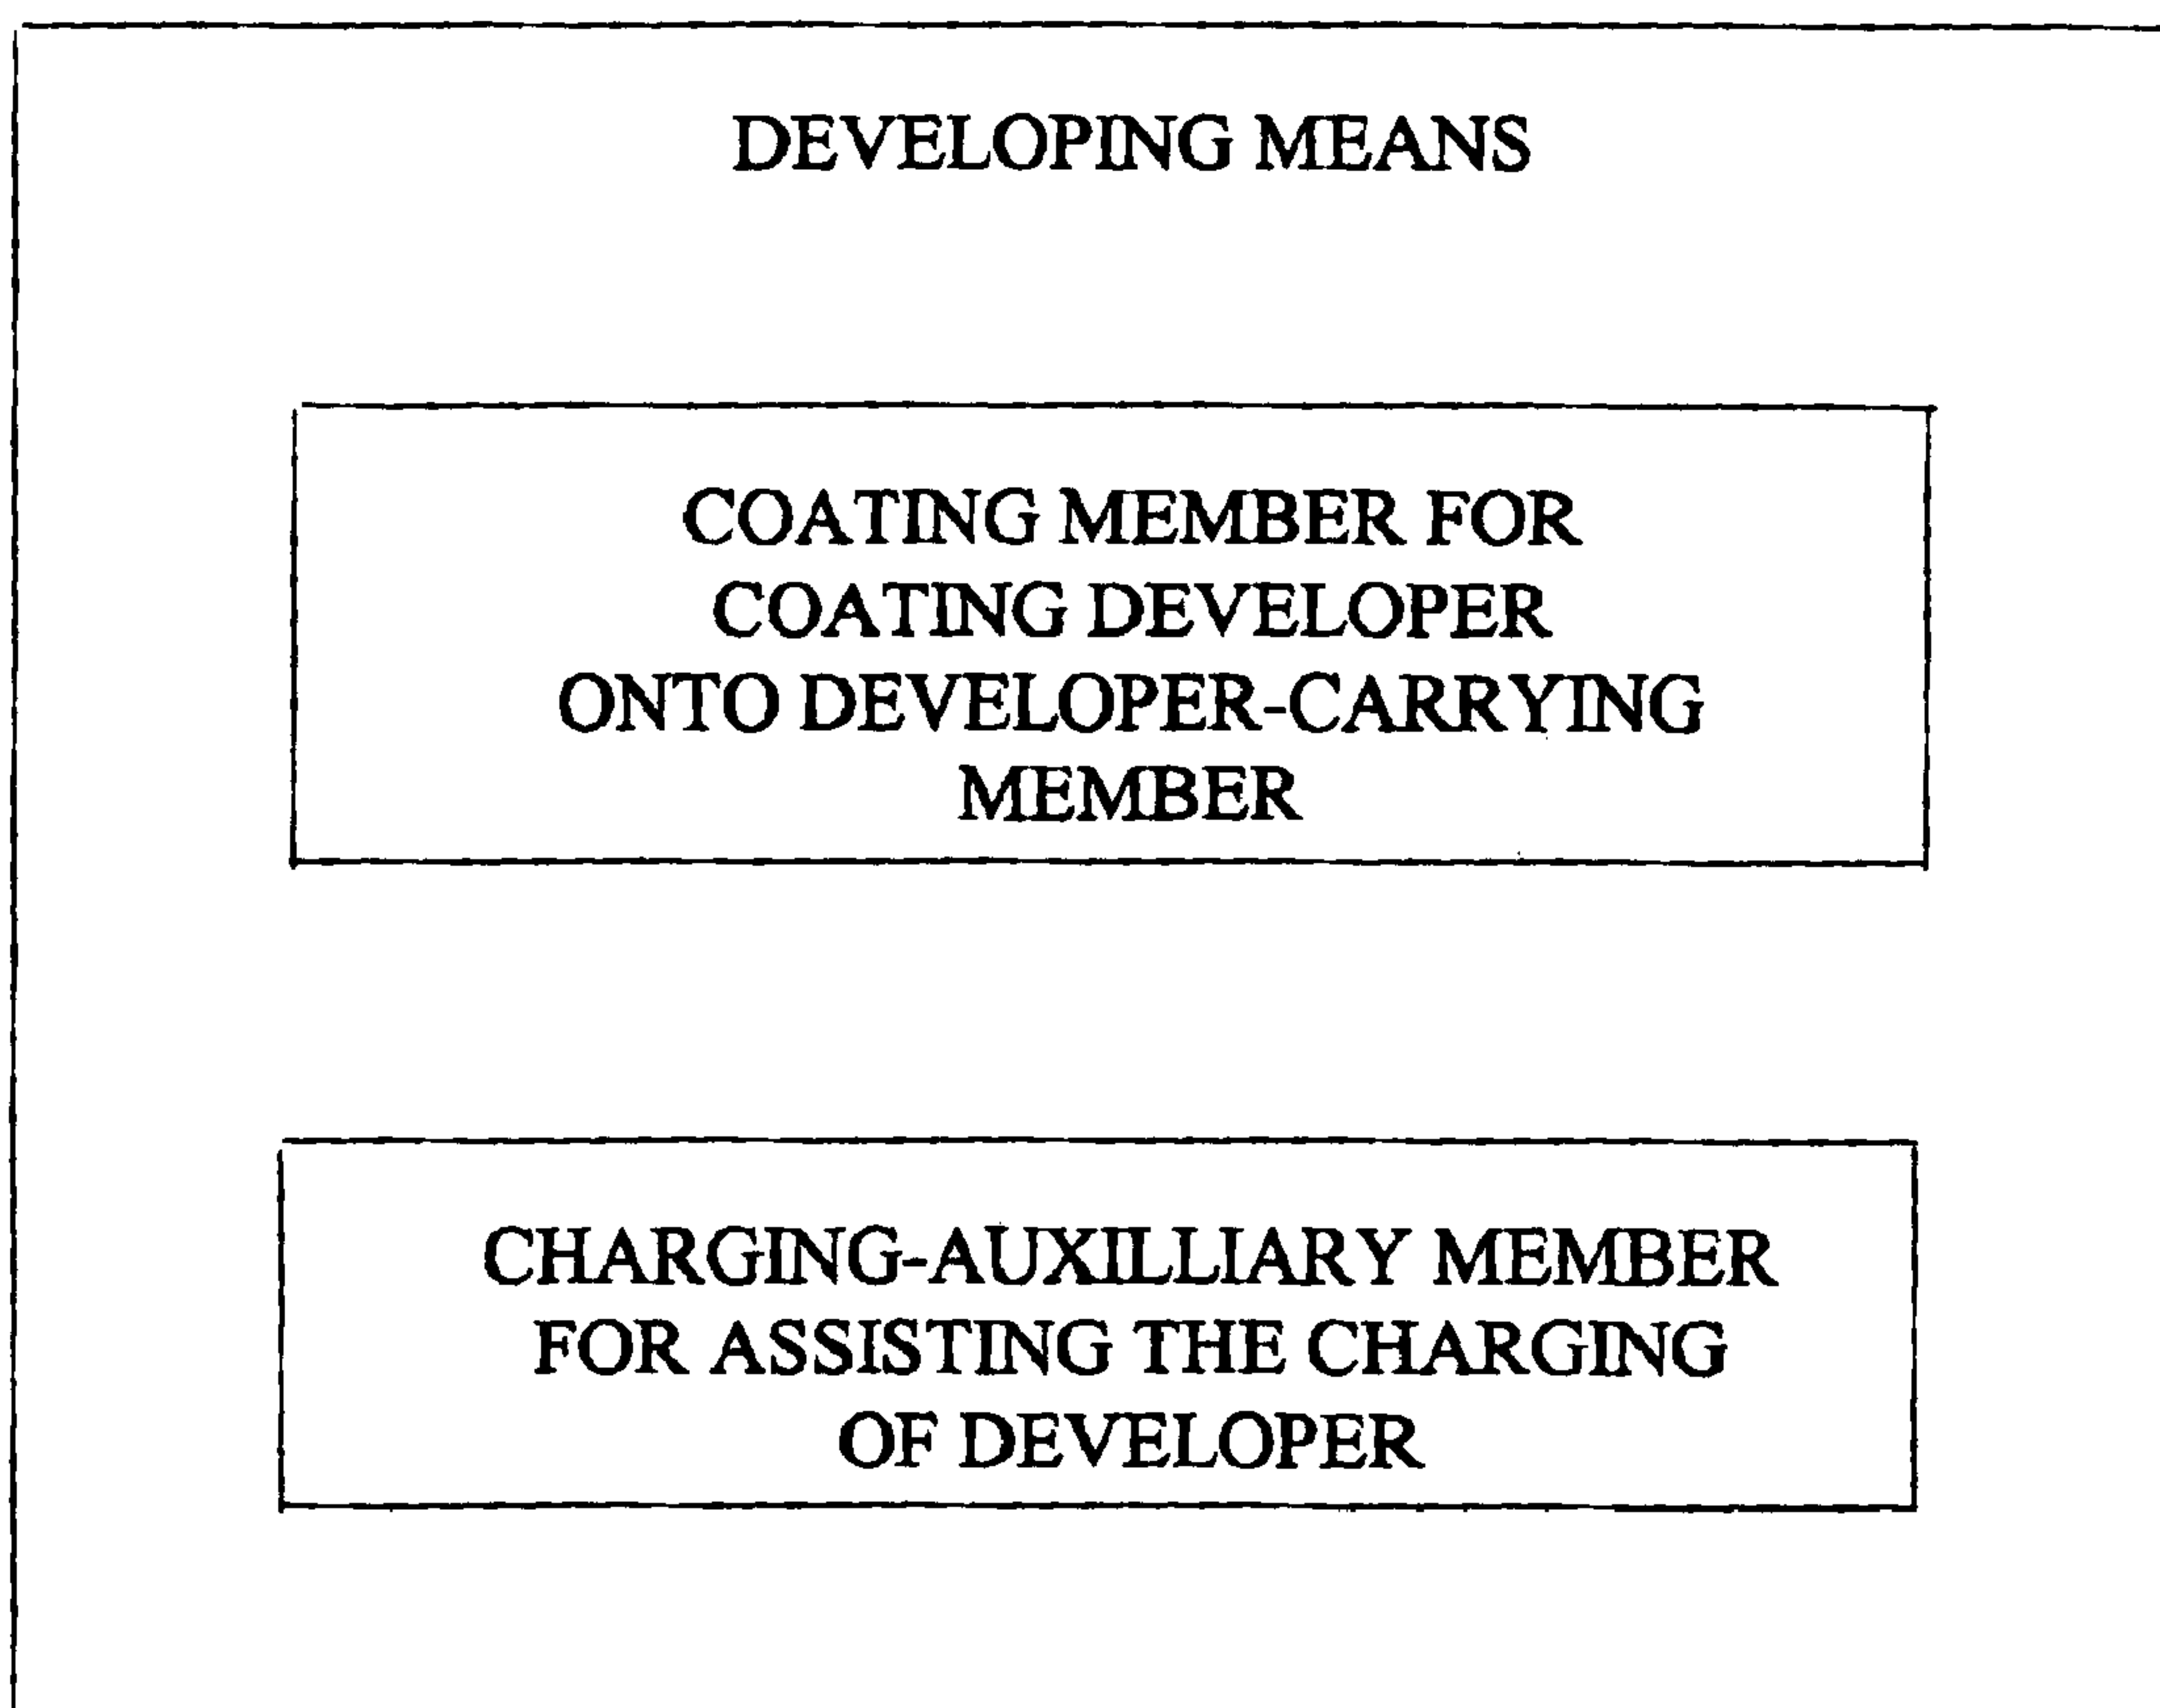 DEVELOPING MEANS
COATING MEMBER FOR
COATING DEVELOPER
ONTO DEVELOPER-CARRYING
MEMBER
CHARGING-AUXILLIARY MEMBER
FOR ASSISTING THE CHARGING
OF DEVELOPER